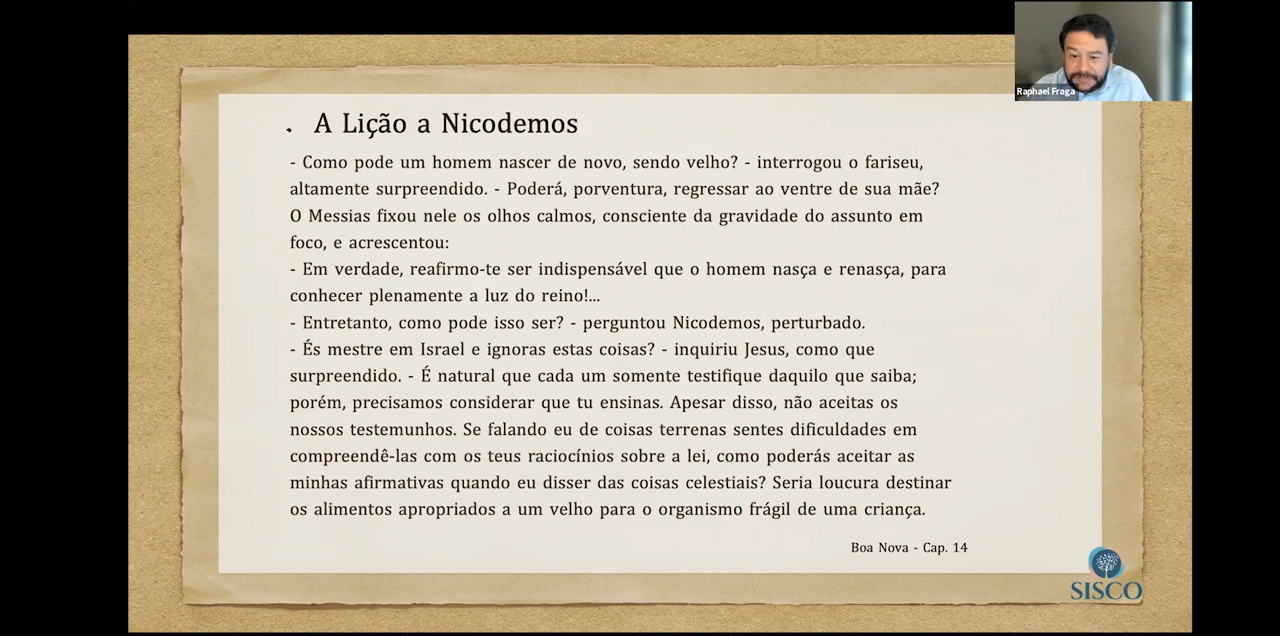 Raphael Fraga
. A Lição a Nicodemos
- Como pode um homem nascer de novo, sendo velho? - interrogou o fariseu,
altamente surpreendido. - Poderá, porventura, regressar ao ventre de sua mãe?
O Messias fixou nele os olhos calmos, consciente da gravidade do assunto em
foco, e acrescentou:
- Em verdade, reafirmo-te ser indispensável que o homem nasça e renasça, para
conhecer plenamente a luz do reino!...
- Entretanto, como pode isso ser? - perguntou Nicodemos, perturbado.
- És mestre em Israel e ignoras estas coisas? - inquiriu Jesus, como que
surpreendido. - É natural que cada um somente testifique daquilo que saiba;
porém, precisamos considerar que tu ensinas. Apesar disso, não aceitas os
nossos testemunhos. Se falando eu de coisas terrenas sentes dificuldades em
compreendê-las com os teus raciocínios sobre a lei, como poderás aceitar as
minhas afirmativas quando eu disser das coisas celestiais? Seria loucura destinar
os alimentos apropriados a um velho para o organismo frágil de uma criança.
Boa Nova - Cap. 14
SISCO